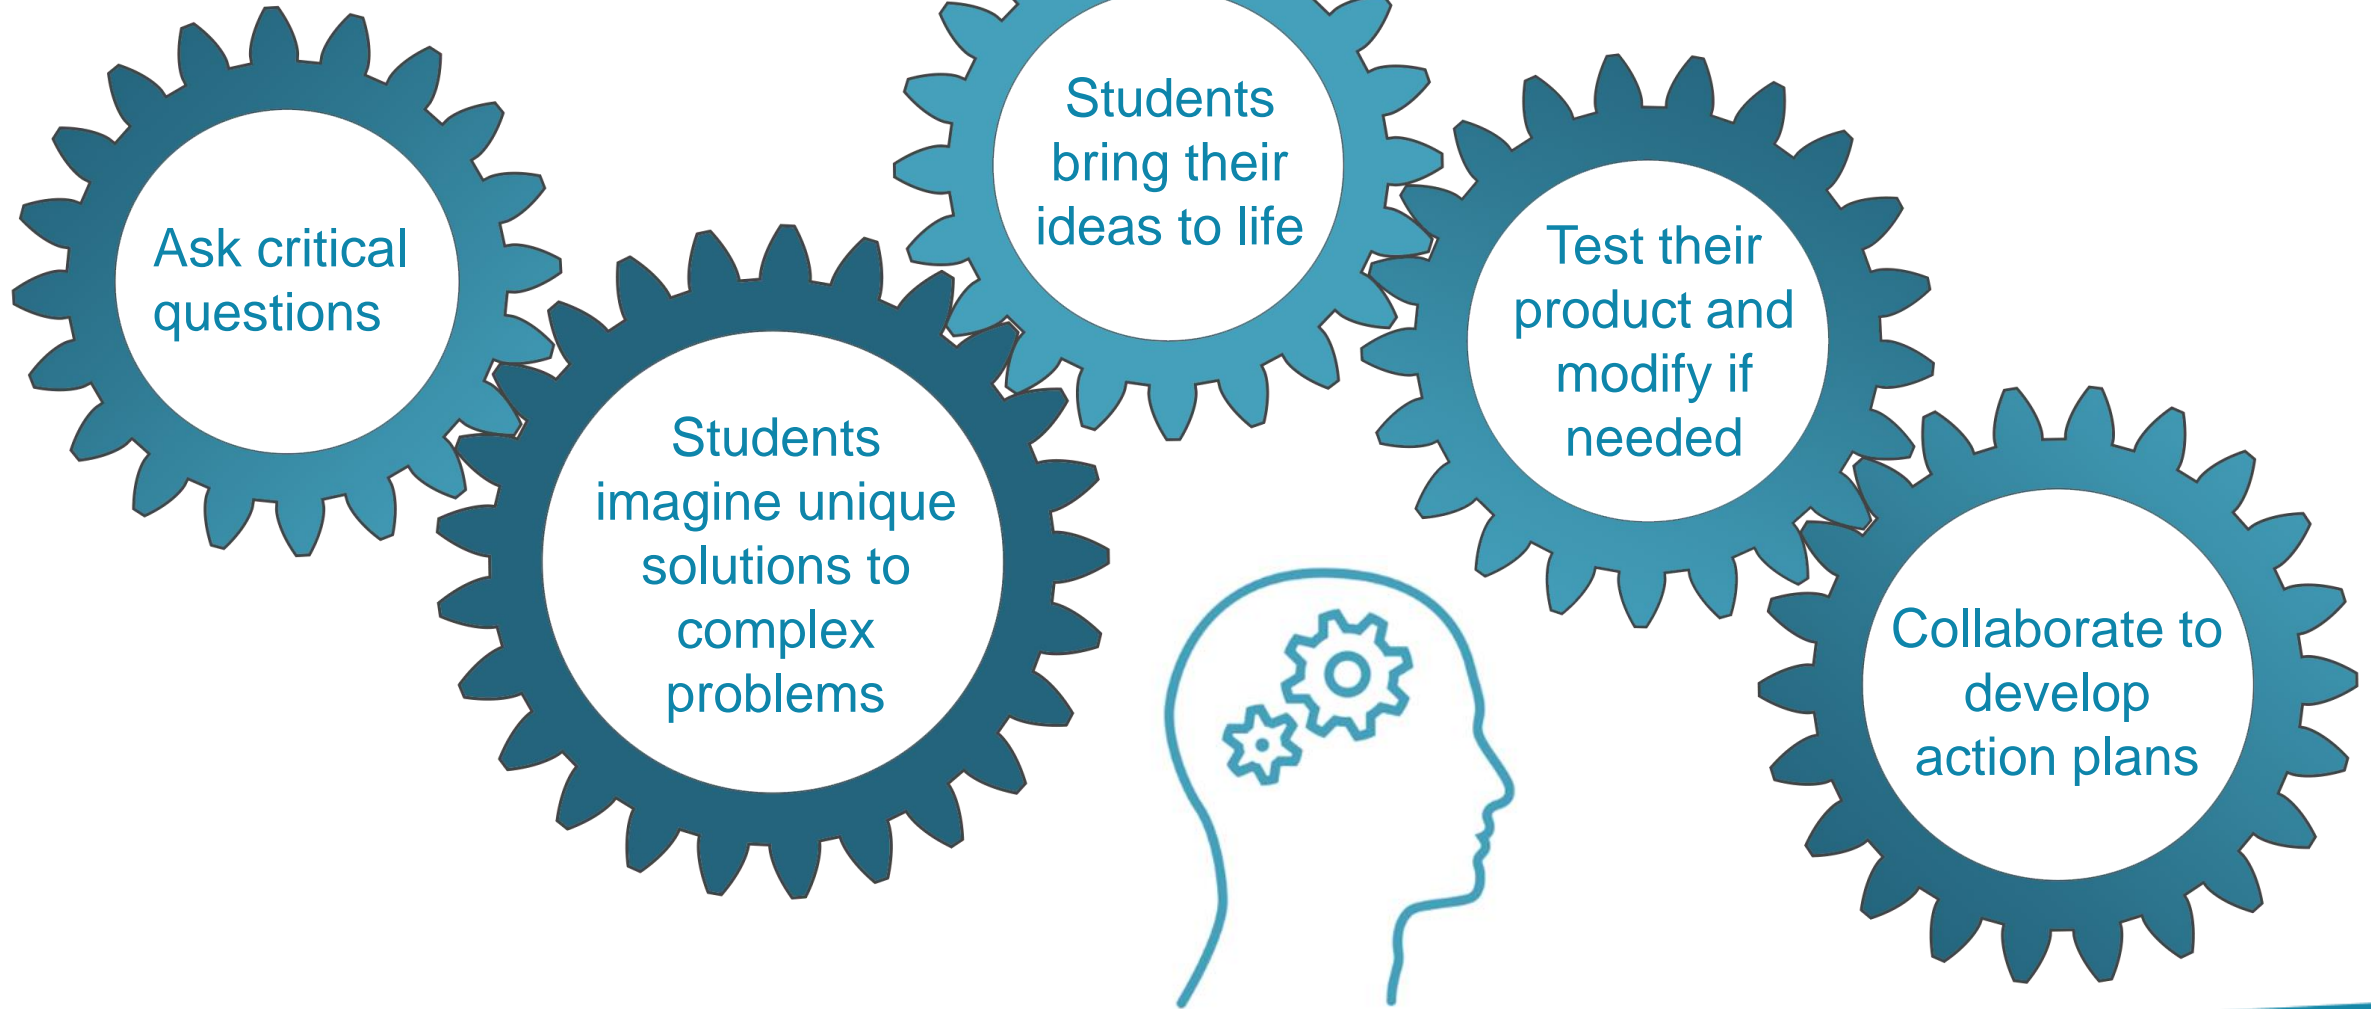 Ask critical
questions
Students
imagine unique
solutions to
complex
problems
Students
bring their
ideas to life
Test their
product and
modify if
needed
Collaborate to
develop
action plans